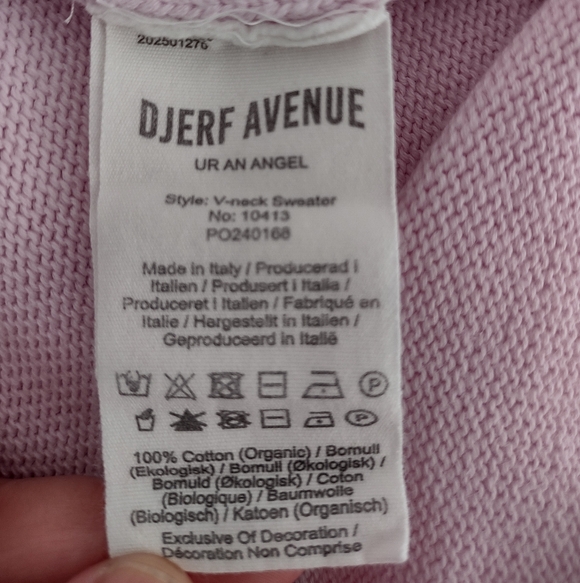 DJERF AVENUE
UR AN ANGEL
Style: V-neck Sweater
No: 10413
PO240168
Made in Italy / Producerad i
Italien / Produsert i Italia /
Produceret i Italien / Fabriqué en
Italie / Hergestellt in Italien /
Geproduceerd in Italië
P
P
100% Cotton (Organic) / Bomull
(Ekologisk) / Bomull (Økologisk) /
Bomuld (Økologisk) / Coton
(Biologique) / Baumwolle
(Biologisch) / Katoen (Organisch)
Exclusive Of Decoration /
Décoration Non Comprise